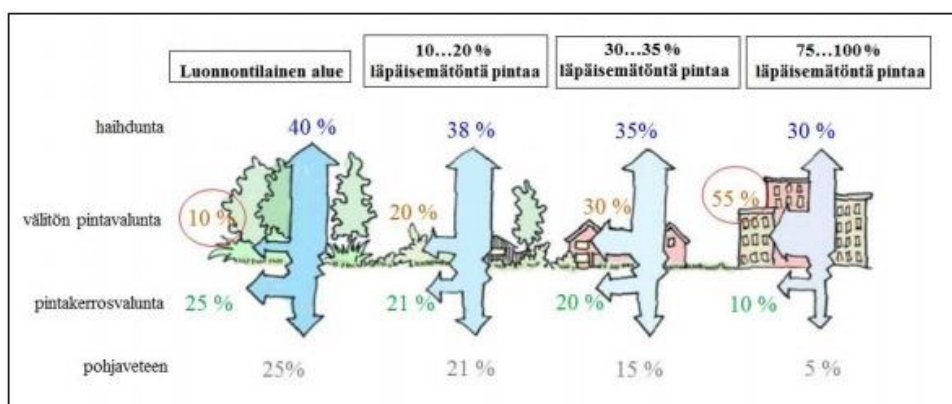 Luonnontilainen alue
10…20 %
läpäisemätöntä pintaa
30…35 %
läpäisemätöntä pintaa
75…100 %
läpäisemätöntä pintaa
haihdunta 40 % 38 % 35% 30 %
välitön pintavalunta 10 % 20 % 30 % 55 %
pintakerrosvalunta 25 % 21 % 20 % 10 %
pohjaveteen 25% 21 % 15 % 5 %